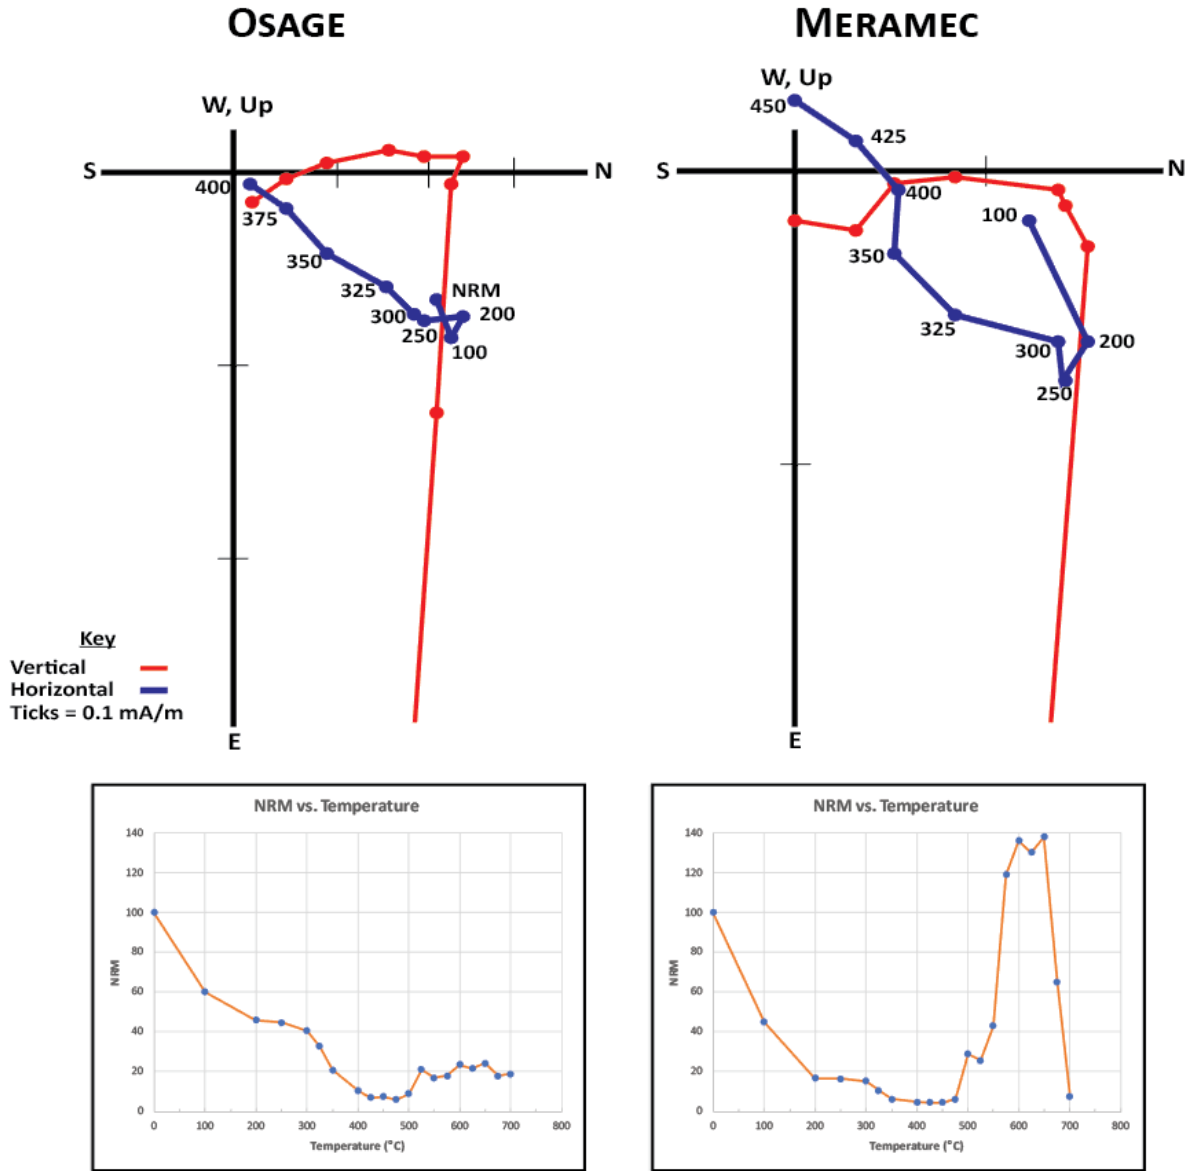 OSAGE
MERAMEC
W, Up
S
N
400
375
350
325
300
250
NRM
200
100
E
W, Up
450
425
S
N
400
100
350
325
300
200
250
E
Key
Vertical
Horizontal
Ticks = 0.1 mA/m
NRM vs. Temperature
140
120
100
80
60
40
20
0
NRM
0 100 200 300 400 500 600 700 800
Temperature (°C)
NRM vs. Temperature
140
120
100
80
60
40
20
0
NRM
0 100 200 300 400 500 600 700 800
Temperature (°C)